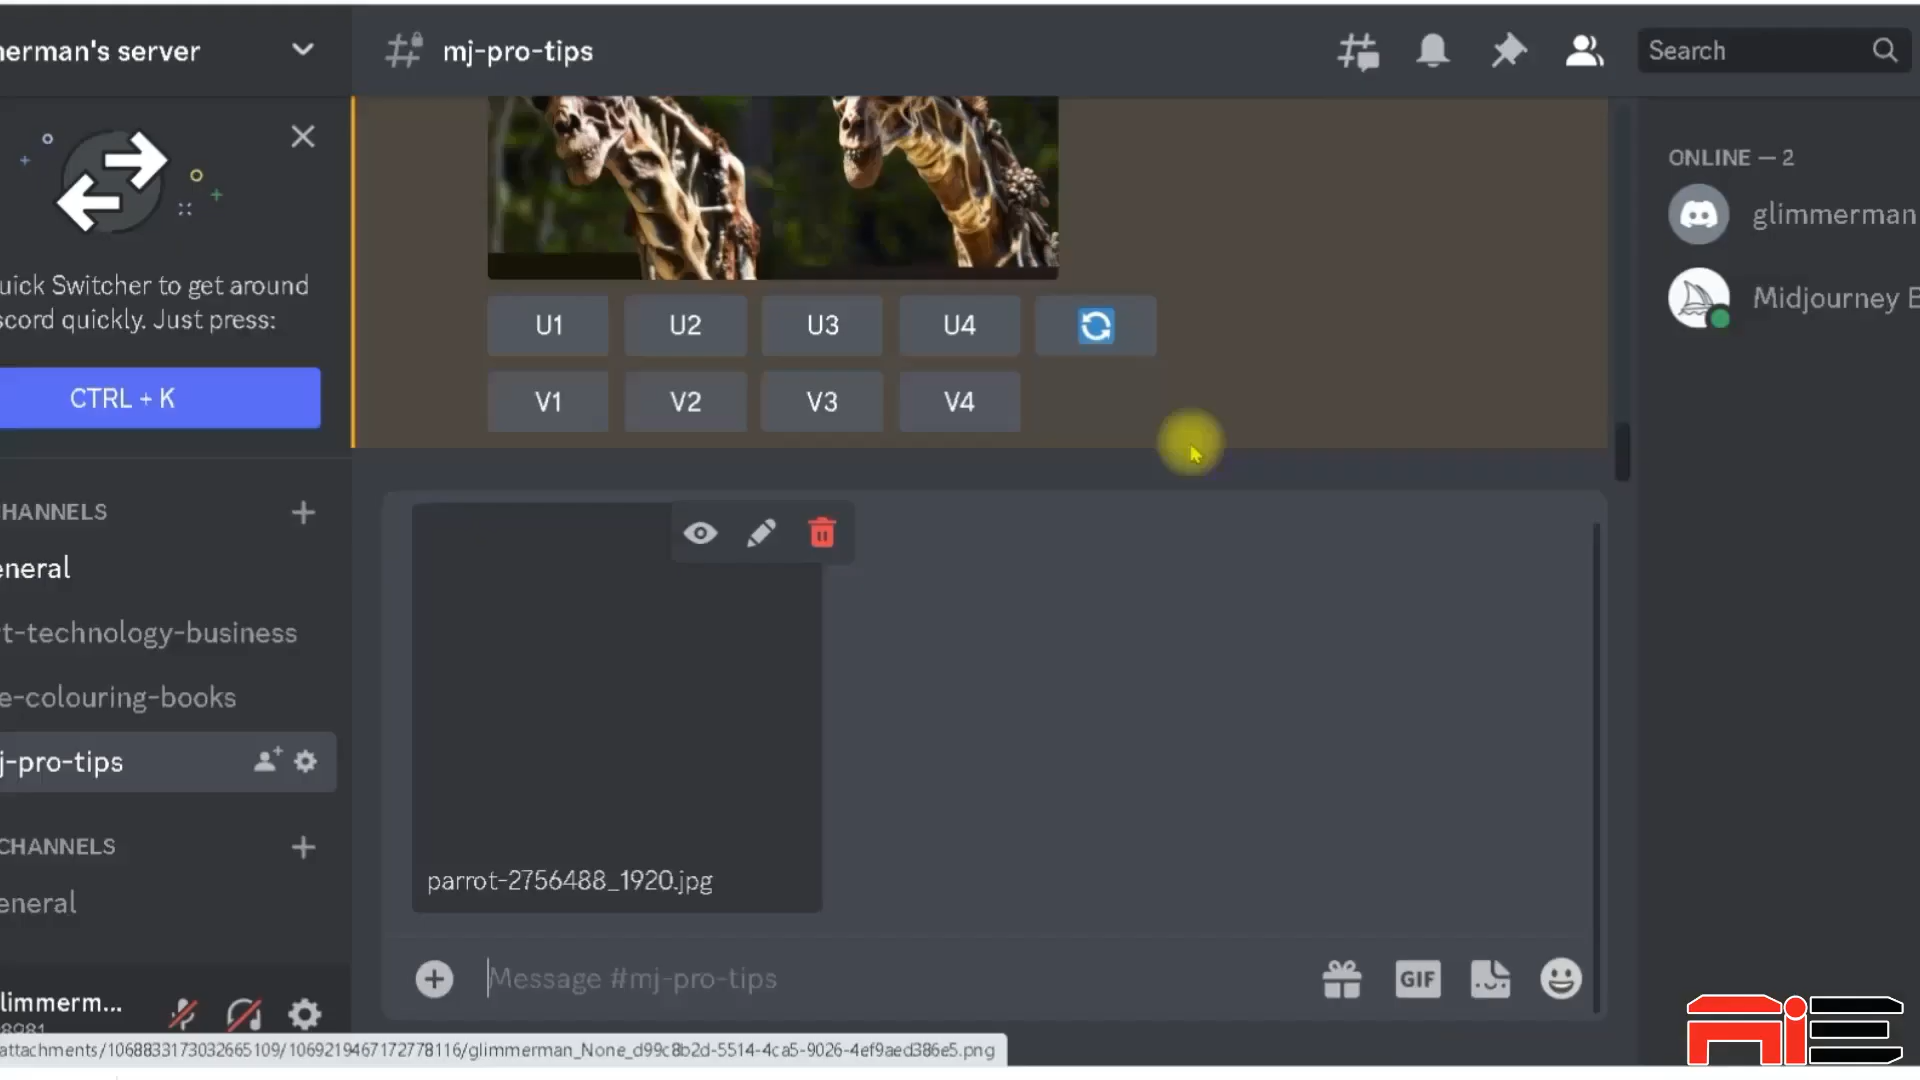 erman's server
mj-pro-tips
Search
uick Switcher to get around
scord quickly. Just press:
CTRL + K
HANNELS
eneral
t-technology-business
e-colouring-books
j-pro-tips
CHANNELS
eneral
limmerm...
8981
U1 U2 U3 U4
V1 V2 V3 V4
parrot-2756488_1920.jpg
Message #mj-pro-tips
GIF
ONLINE — 2
glimmerman
Midjourney B
attachments/1068833173032665109/1069219467172778116/glimmerman_None_d99c8b2d-5514-4ca5-9026-4ef9aed386e5.png
AiE